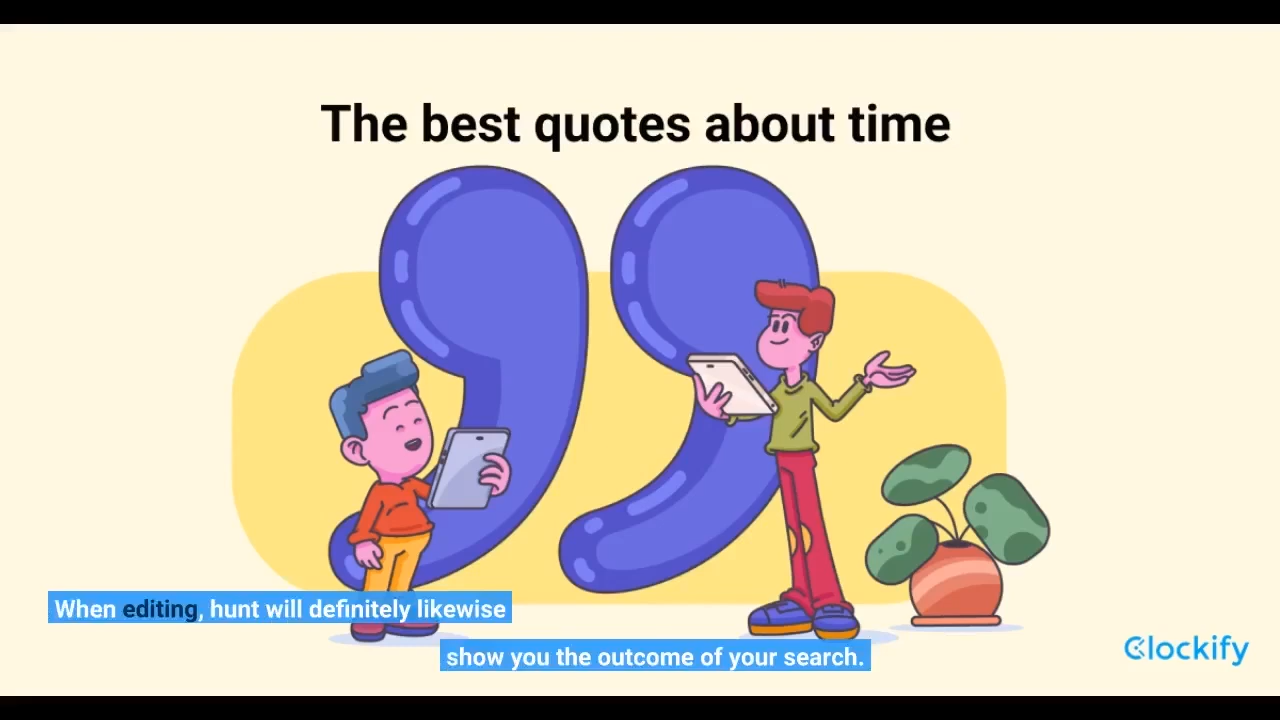 The best quotes about time
When editing, hunt will definitely likewise
show you the outcome of your search.
Clockify